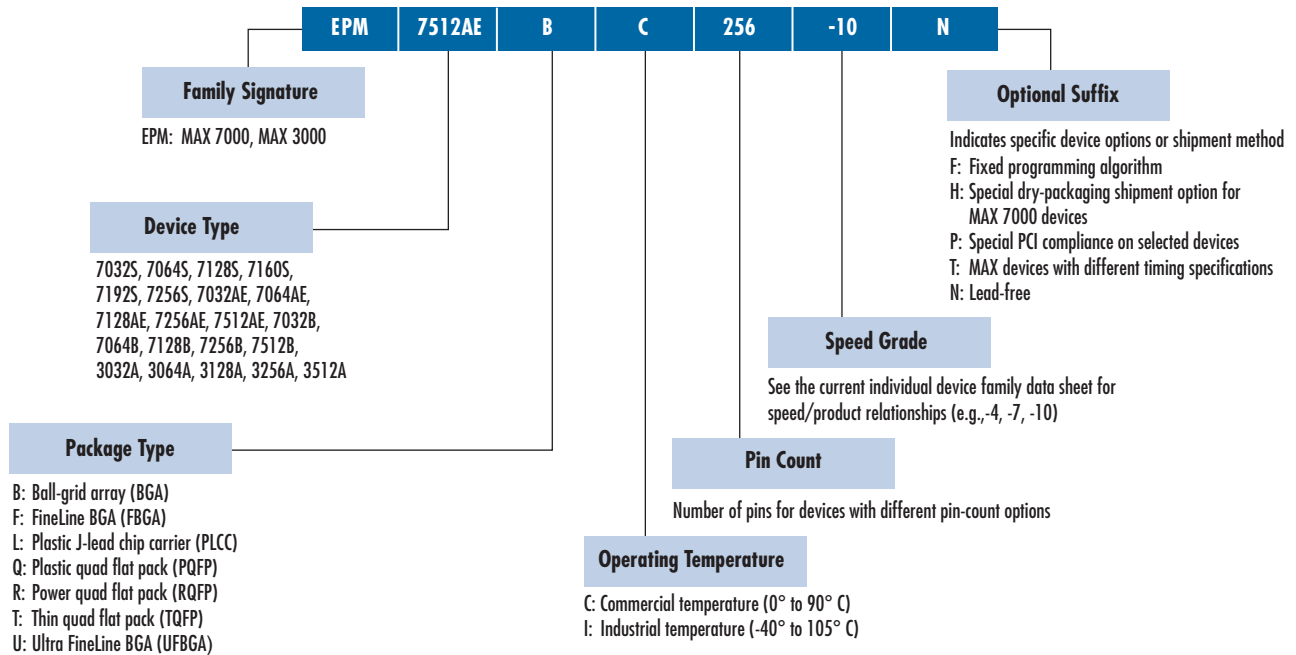 EPM 7512AE B C 256 -10 N
Family Signature
EPM: MAX 7000, MAX 3000
Device Type
7032S, 7064S, 7128S, 7160S,
7192S, 7256S, 7032AE, 7064AE,
7128AE, 7256AE, 7512AE, 7032B,
7064B, 7128B, 7256B, 7512B,
3032A, 3064A, 3128A, 3256A, 3512A
Package Type
B: Ball-grid array (BGA)
F: FineLine BGA (FBGA)
L: Plastic J-lead chip carrier (PLCC)
Q: Plastic quad flat pack (PQFP)
R: Power quad flat pack (RQFP)
T: Thin quad flat pack (TQFP)
U: Ultra FineLine BGA (UFBGA)
Operating Temperature
C: Commercial temperature (0° to 90° C)
I: Industrial temperature (-40° to 105° C)
Pin Count
Number of pins for devices with different pin-count options
Speed Grade
See the current individual device family data sheet for
speed/product relationships (e.g.,-4, -7, -10)
Optional Suffix
Indicates specific device options or shipment method
F: Fixed programming algorithm
H: Special dry-packaging shipment option for
MAX 7000 devices
P: Special PCI compliance on selected devices
T: MAX devices with different timing specifications
N: Lead-free